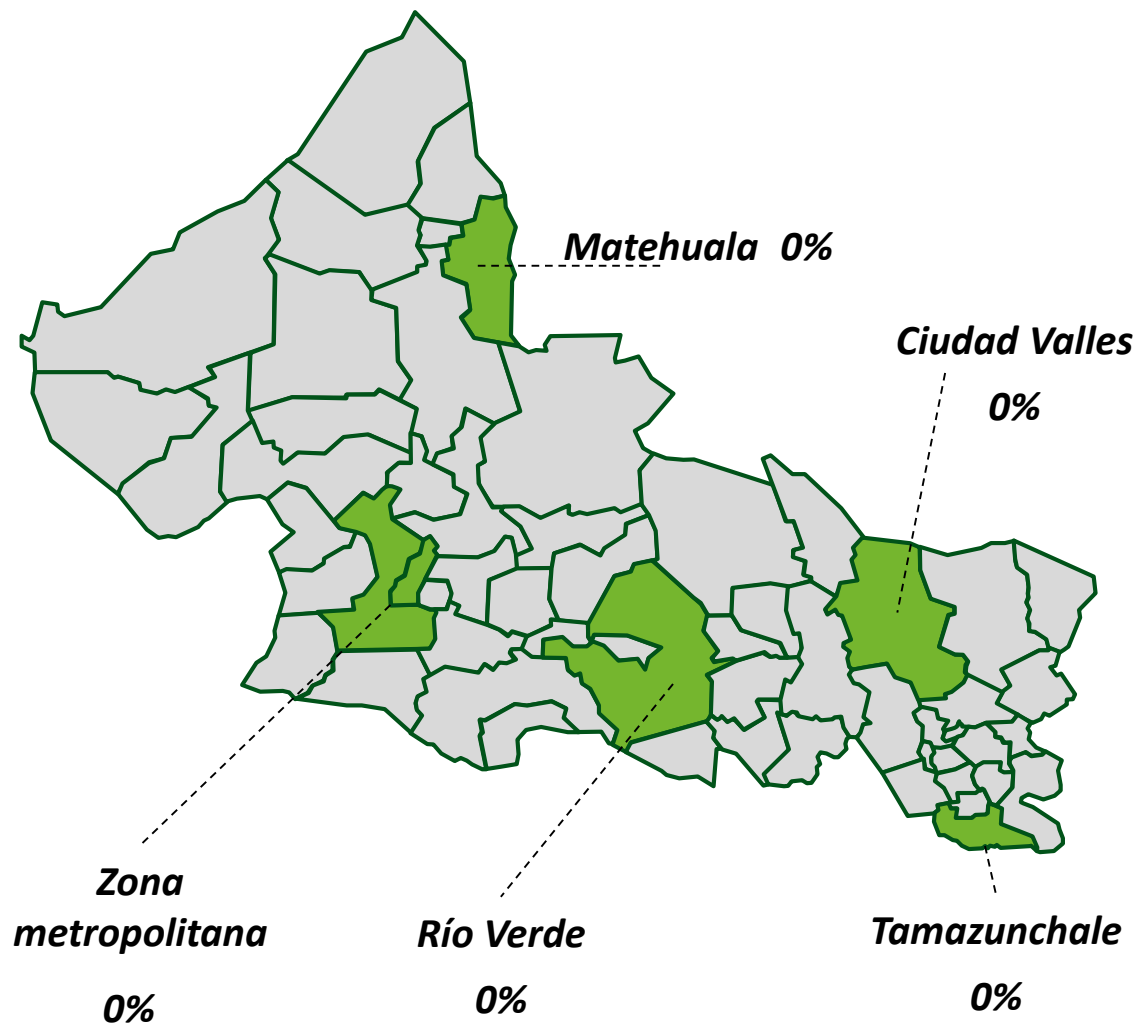 Matehuala 0%
Ciudad Valles
0%
Zona
metropolitana
0%
Río Verde
0%
Tamazunchale
0%